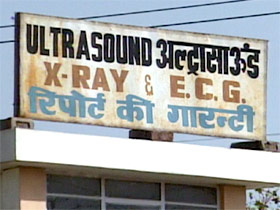 ULTRASOUND अल्ट्रासाऊंड
X-RAY & E.C.G.
रिपोर्ट की गारन्टी